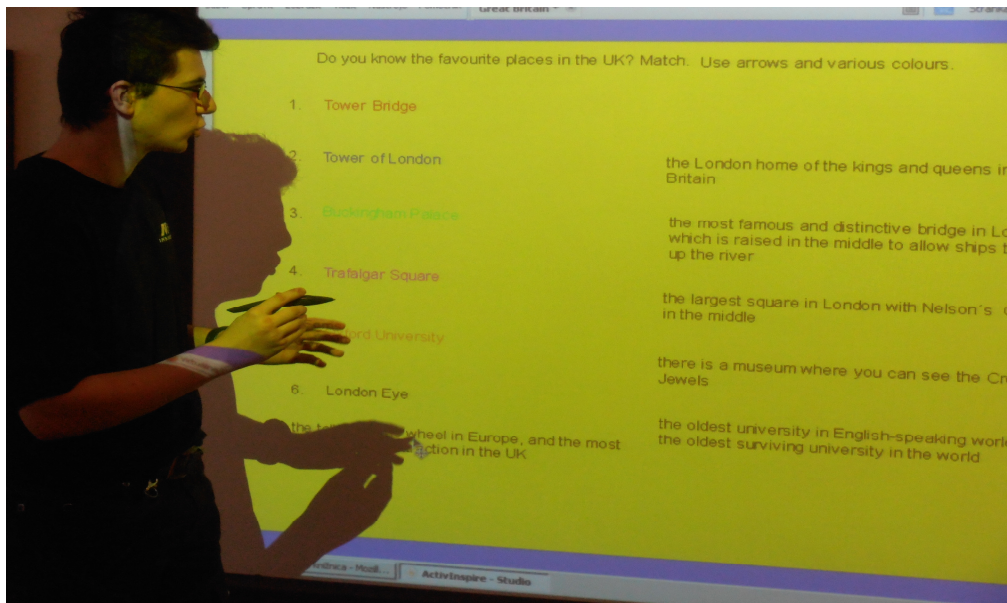 Great Britain
Do you know the favourite places in the UK? Match. Use arrows and various colours.
1. Tower Bridge
2. Tower of London
3. Buckingham Palace
4. Trafalgar Square
University
6. London Eye
the wheel in Europe, and the most
in the UK
the London home of the kings and queens in
Britain
the most famous and distinctive bridge in
which is raised in the middle to allow ships
up the river
the largest square in London with Nelson´s
in the middle
there is a museum where you can see the
Jewels
the oldest university in English-speaking
the oldest surviving university in the world
ActivInspire - Studio